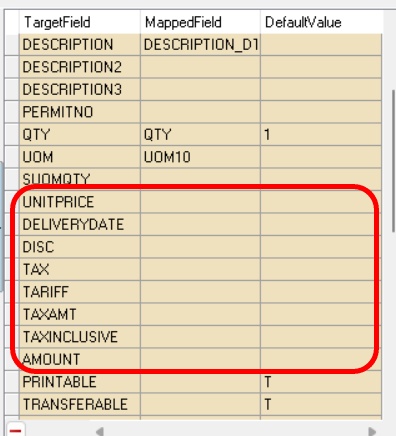 TargetField MappedField DefaultValue
DESCRIPTION DESCRIPTION_D1
DESCRIPTION2
DESCRIPTION3
PERMITNO
QTY QTY 1
UOM UOM10
SUOMQTY
UNITPRICE
DELIVERYDATE
DISC
TAX
TARIFF
TAXAMT
TAXINCLUSIVE
AMOUNT
PRINTABLE T
TRANSFERABLE T